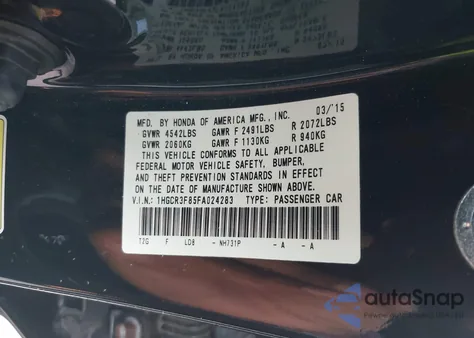 MFD. BY HONDA OF AMERICA MFG., INC. 03/15
GVWR 4542LBS GAWR F 2491LBS R 2072LBS
GVWR 2060KG GAWR F 1130KG R 940KG
THIS VEHICLE CONFORMS TO ALL APPLICABLE
FEDERAL MOTOR VEHICLE SAFETY, BUMPER,
AND THEFT PREVENTION STANDARDS IN EFFECT
ON THE DATE OF MANUFACTURE SHOWN ABOVE.
V.I.N.: 1HGCR3F85FA024283 TYPE: PASSENGER CAR
F NH731P -A -A
autoSnap